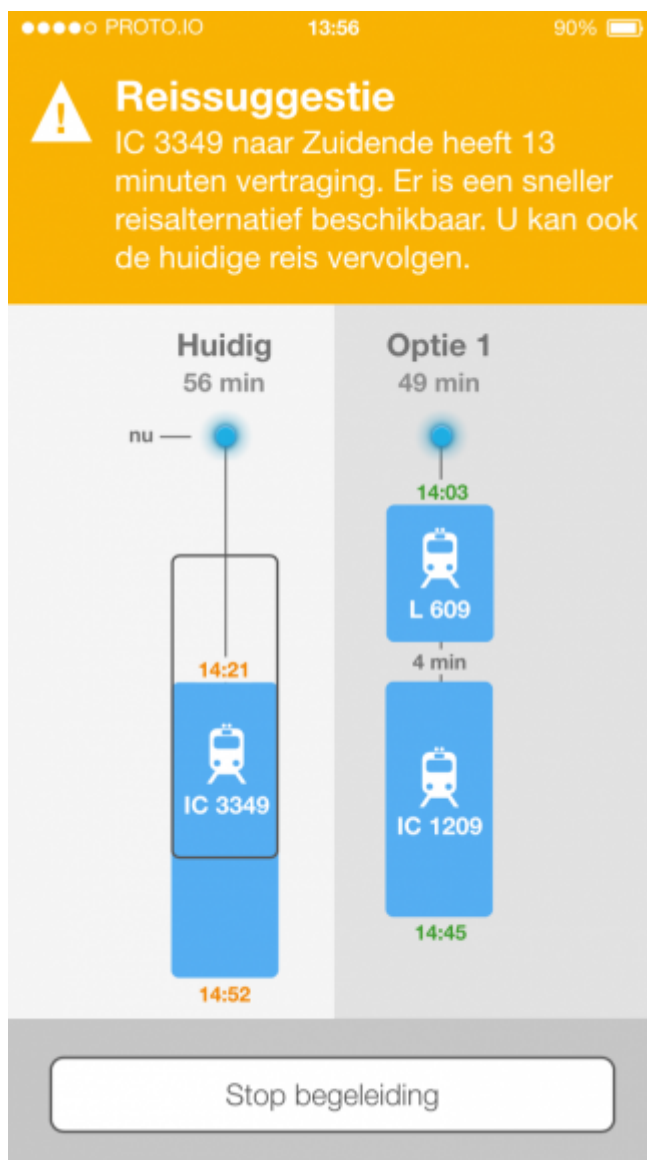 PROTO.IO 13:56 90%
Reissuggestie
IC 3349 naar Zuidende heeft 13
minuten vertraging. Er is een sneller
reisalternatief beschikbaar. U kan ook
de huidige reis vervolgen.
Huidig
56 min
nu
14:21
IC 3349
14:52
Optie 1
49 min
14:03
L 609
4 min
IC 1209
14:45
Stop begeleiding